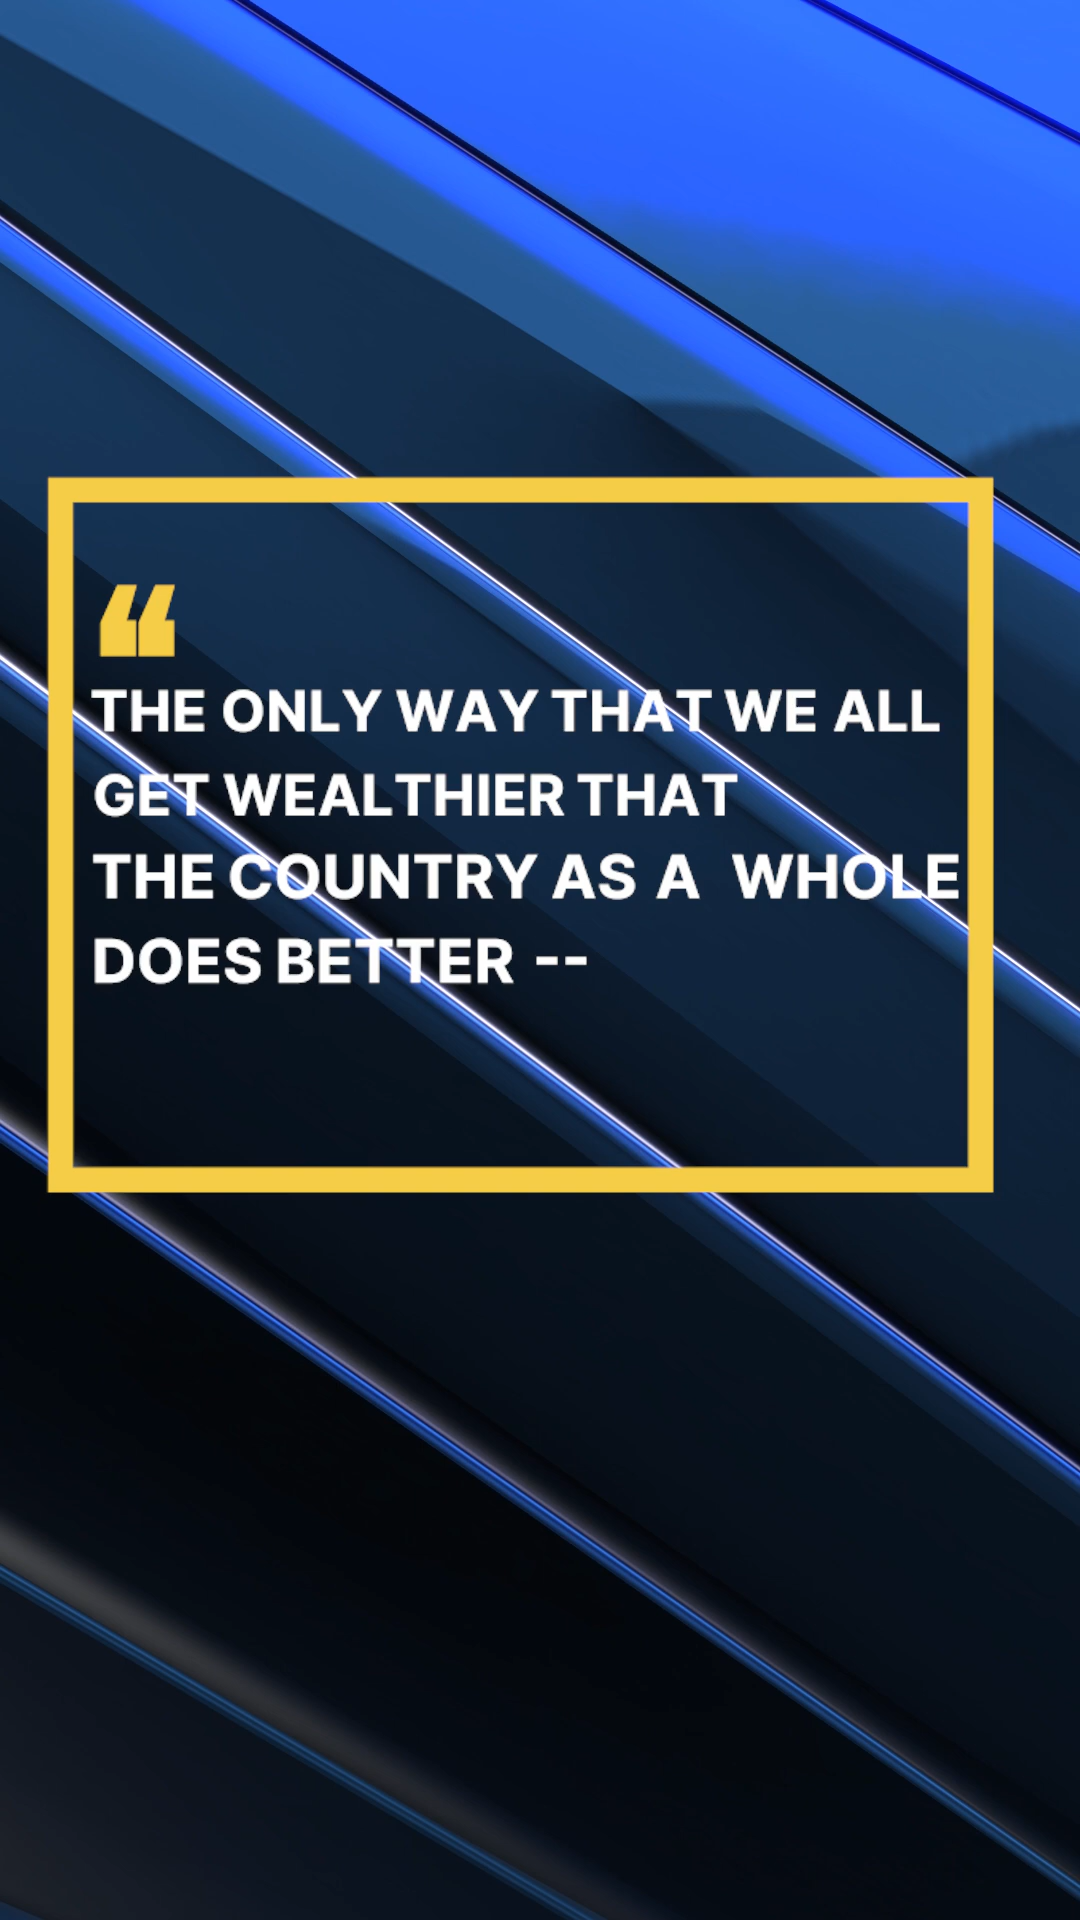 ❝
THE ONLY WAY THAT WE ALL
GET WEALTHIER THAT
THE COUNTRY AS A  WHOLE
DOES BETTER --